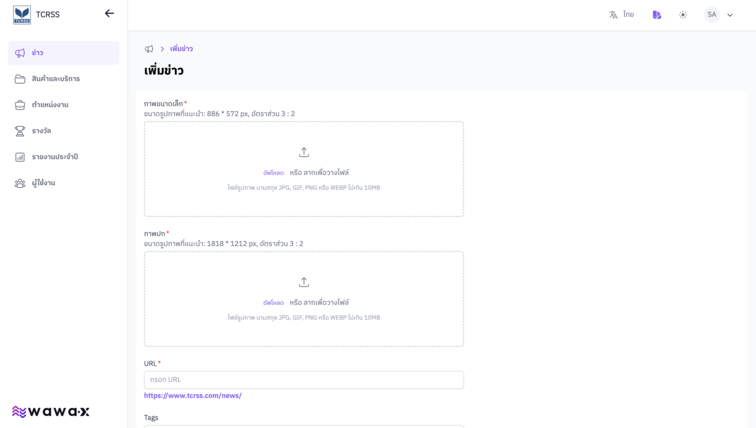 TCRSS
TCRSS
ไทย
SA
ข่าว
สินค้าและบริการ
ตำแหน่งงาน
รางวัล
รายงานประจำปี
ผู้ใช้งาน
เพิ่มข่าว
เพิ่มข่าว
ภาพขนาดเล็ก*
ขนาดรูปภาพที่แนะนำ: 886 * 572 px, อัตราส่วน 3 : 2
อัพโหลด หรือ ลากเพื่อวางไฟล์
ไฟล์รูปภาพ นามสกุล JPG, GIF, PNG หรือ WEBP ไม่เกิน 10MB
ภาพปก*
ขนาดรูปภาพที่แนะนำ: 1818 * 1212 px, อัตราส่วน 3 : 2
อัพโหลด หรือ ลากเพื่อวางไฟล์
ไฟล์รูปภาพ นามสกุล JPG, GIF, PNG หรือ WEBP ไม่เกิน 10MB
URL*
กรอก URL
https://www.tcrss.com/news/
Tags
wawa.x